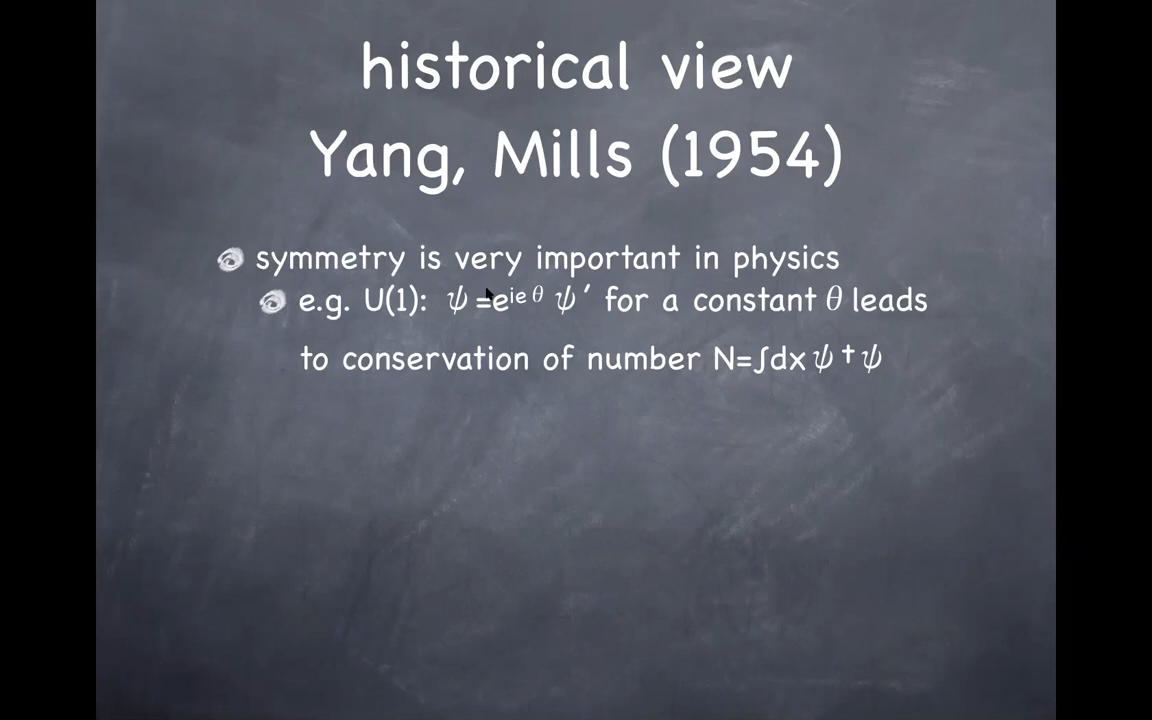 historical view
Yang, Mills (1954)
symmetry is very important in physics
e.g. U(1): ψ=e^{ieθ} ψ′ for a constant θ leads
to conservation of number N=∫dxψ†ψ